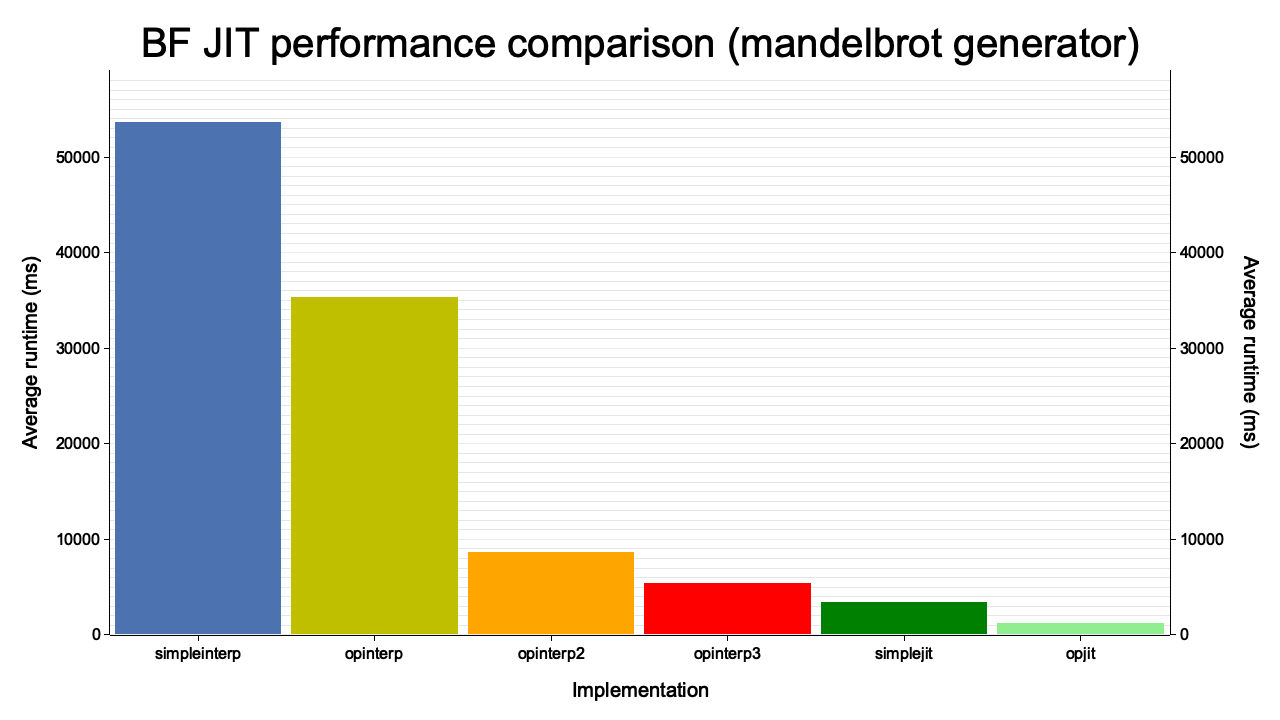 BF JIT performance comparison (mandelbrot generator)
Average runtime (ms)
50000
40000
30000
20000
10000
0
50000
40000
30000
20000
10000
0
Average runtime (ms)
simpleinterp opinterp opinterp2 opinterp3 simplejit opjit
Implementation